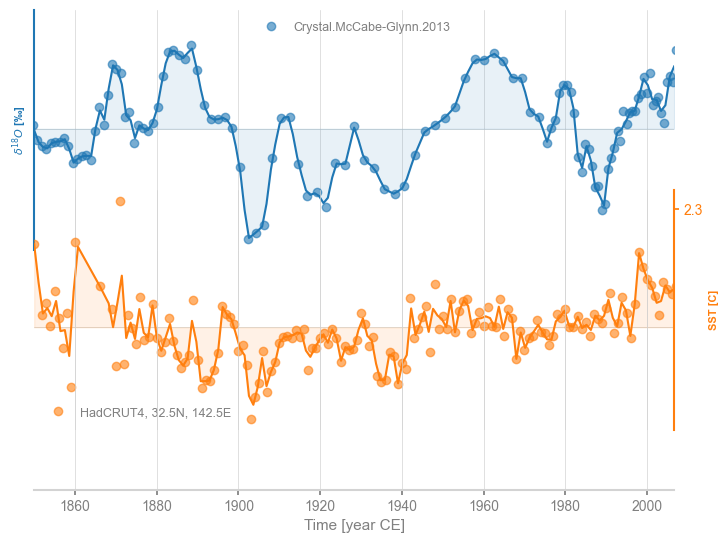 Crystal.McCabe-Glynn.2013
δ¹⁸O [‰]
2.3
SST [C]
HadCRUT4, 32.5N, 142.5E
1860 1880 1900 1920 1940 1960 1980 2000
Time [year CE]